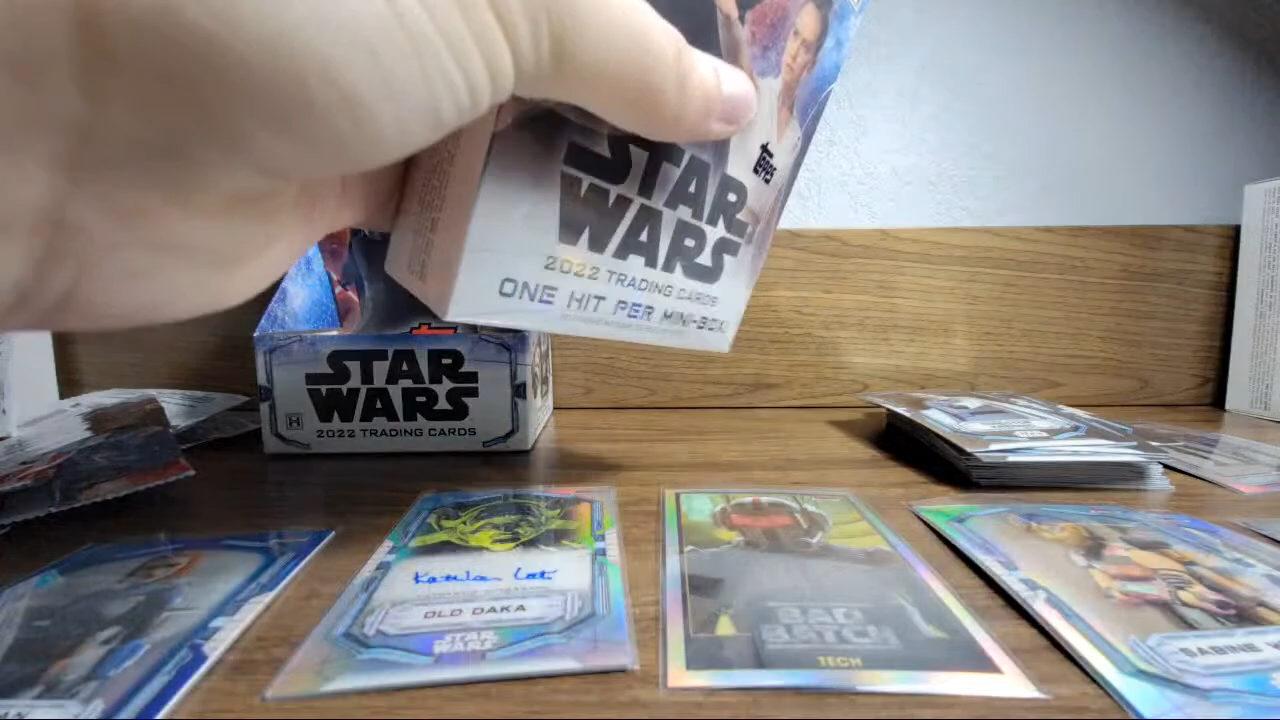 TOPPS
STAR
WARS
2022 TRADING CARDS
ONE HIT PER MINI-BOX
STAR
WARS
H
2022 TRADING CARDS
OLD DAKA
STAR
WARS
BAD
BATCH
TECH
SABINE